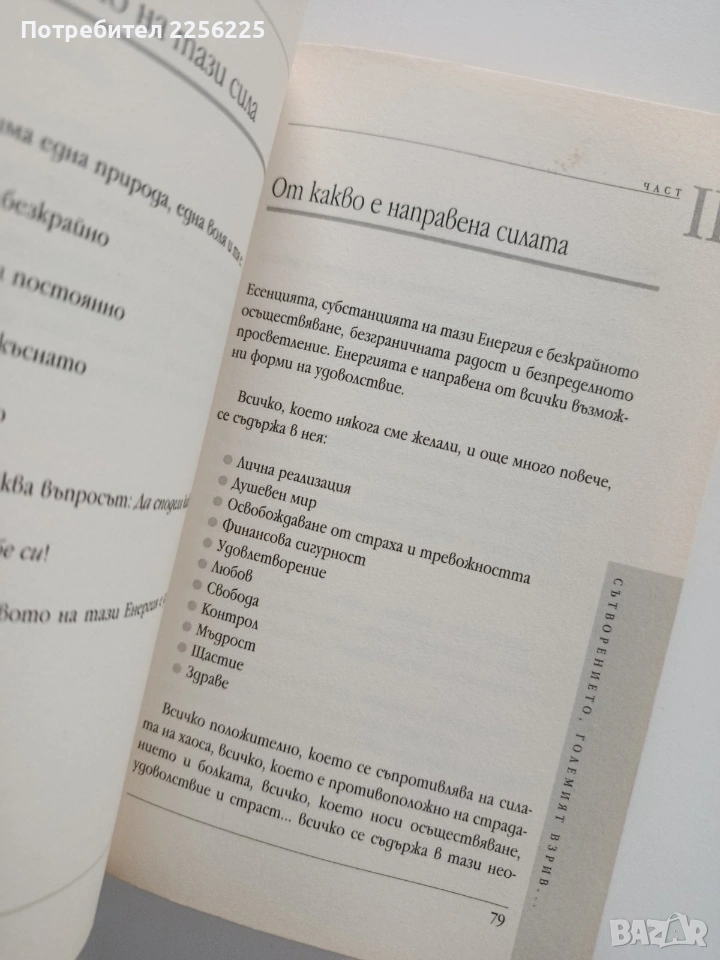 Потребител 2256225
на тази сила
има една природа, една воля и тя е
безкрайно
постоянно
ква въпросът: Да сподели
бе си!
вото на тази Енергия е
ЧАСТ
От какво е направена силата
Есенцията, субстанцията на тази Енергия е безкрайното
осъществяване, безграничната радост и безпределното
просветление. Енергията е направена от всички възмож-
ни форми на удоволствие.
Всичко, което някога сме желали, и още много повече,
се съдържа в нея:
Лична реализация
Душевен мир
Освобождаване от страха и тревожността
Финансова сигурност
Удовлетворение
Любов
Свобода
Контрол
Мъдрост
Щастие
Здраве
Всичко положително, което се съпротивлява на сила-
та на хаоса, всичко, което е противоположно на страда-
нието и болката, всичко, което носи осъществяване,
удоволствие и страст... всичко се съдържа в тази нео-
79
СЪТВОРЕНИЕТО, ГОЛЕМИЯТ ВЗРИВ...
BAZAR